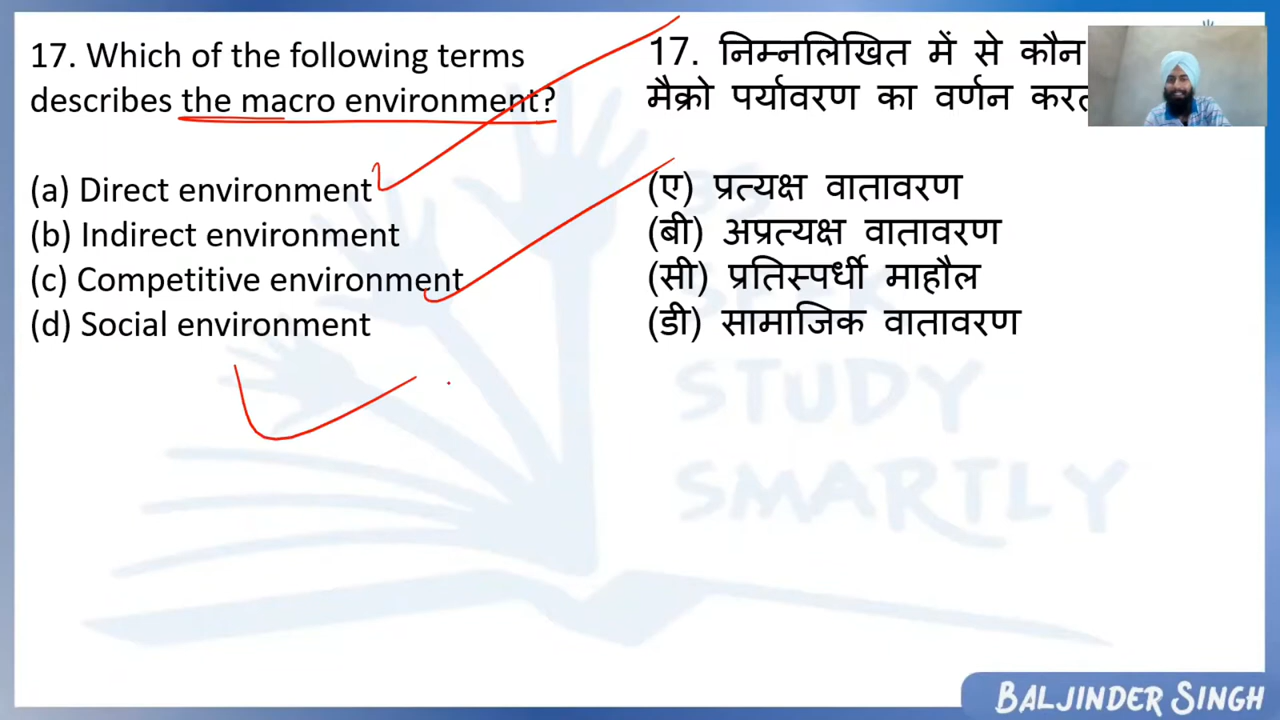 17. Which of the following terms
describes the macro environment?
(a) Direct environment
(b) Indirect environment
(c) Competitive environment
(d) Social environment
17. निम्नलिखित में से कौन
मैक्रो पर्यावरण का वर्णन
(ए) प्रत्यक्ष वातावरण
(बी) अप्रत्यक्ष वातावरण
(सी) प्रतिस्पर्धी माहौल
(डी) सामाजिक वातावरण
STUDY
SMARTLY
BALJINDER SINGH